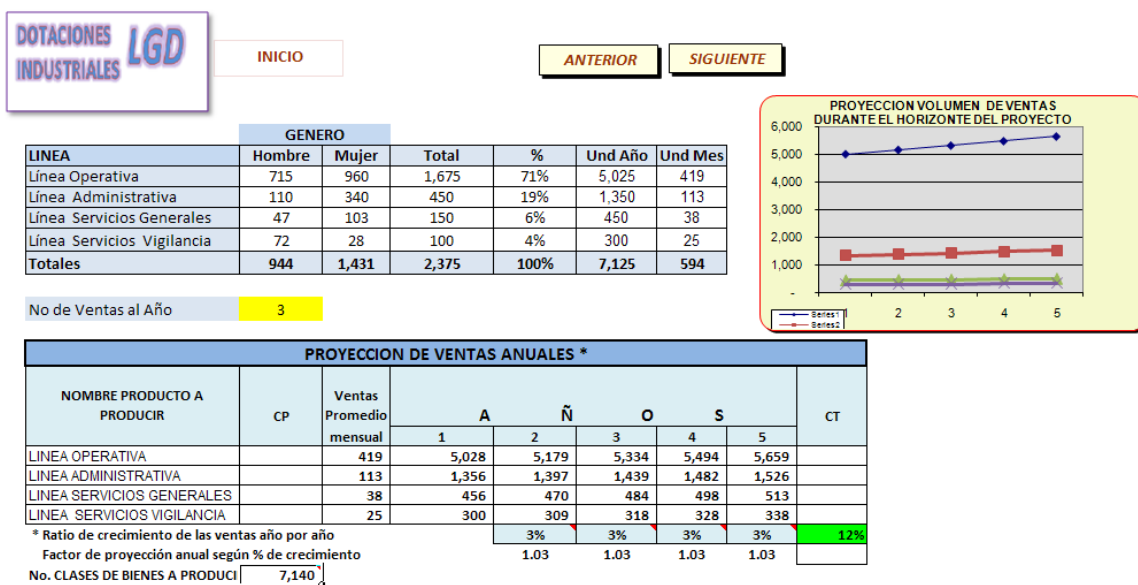 DOTACIONES
INDUSTRIALES
LGD
INICIO
ANTERIOR
SIGUIENTE
GENERO
LINEA Hombre Mujer Total % Und Año Und Mes
Línea Operativa 715 960 1,675 71% 5,025 419
Línea Administrativa 110 340 450 19% 1,350 113
Línea Servicios Generales 47 103 150 6% 450 38
Línea Servicios Vigilancia 72 28 100 4% 300 25
Totales 944 1,431 2,375 100% 7,125 594
No de Ventas al Año 3
PROYECCION VOLUMEN DE VENTAS
DURANTE EL HORIZONTE DEL PROYECTO
6,000
5,000
4,000
3,000
2,000
1,000
-
1 2 3 4 5
Series1
Series2
PROYECCION DE VENTAS ANUALES *
NOMBRE PRODUCTO A
PRODUCIR
CP
Ventas
Promedio
mensual
A Ñ O S
1 2 3 4 5
CT
LINEA OPERATIVA 419 5,028 5,179 5,334 5,494 5,659
LINEA ADMINISTRATIVA 113 1,356 1,397 1,439 1,482 1,526
LINEA SERVICIOS GENERALES 38 456 470 484 498 513
LINEA SERVICIOS VIGILANCIA 25 300 309 318 328 338
* Ratio de crecimiento de las ventas año por año 3% 3% 3% 3% 12%
Factor de proyección anual según % de crecimiento 1.03 1.03 1.03 1.03
No. CLASES DE BIENES A PRODUCI 7,140